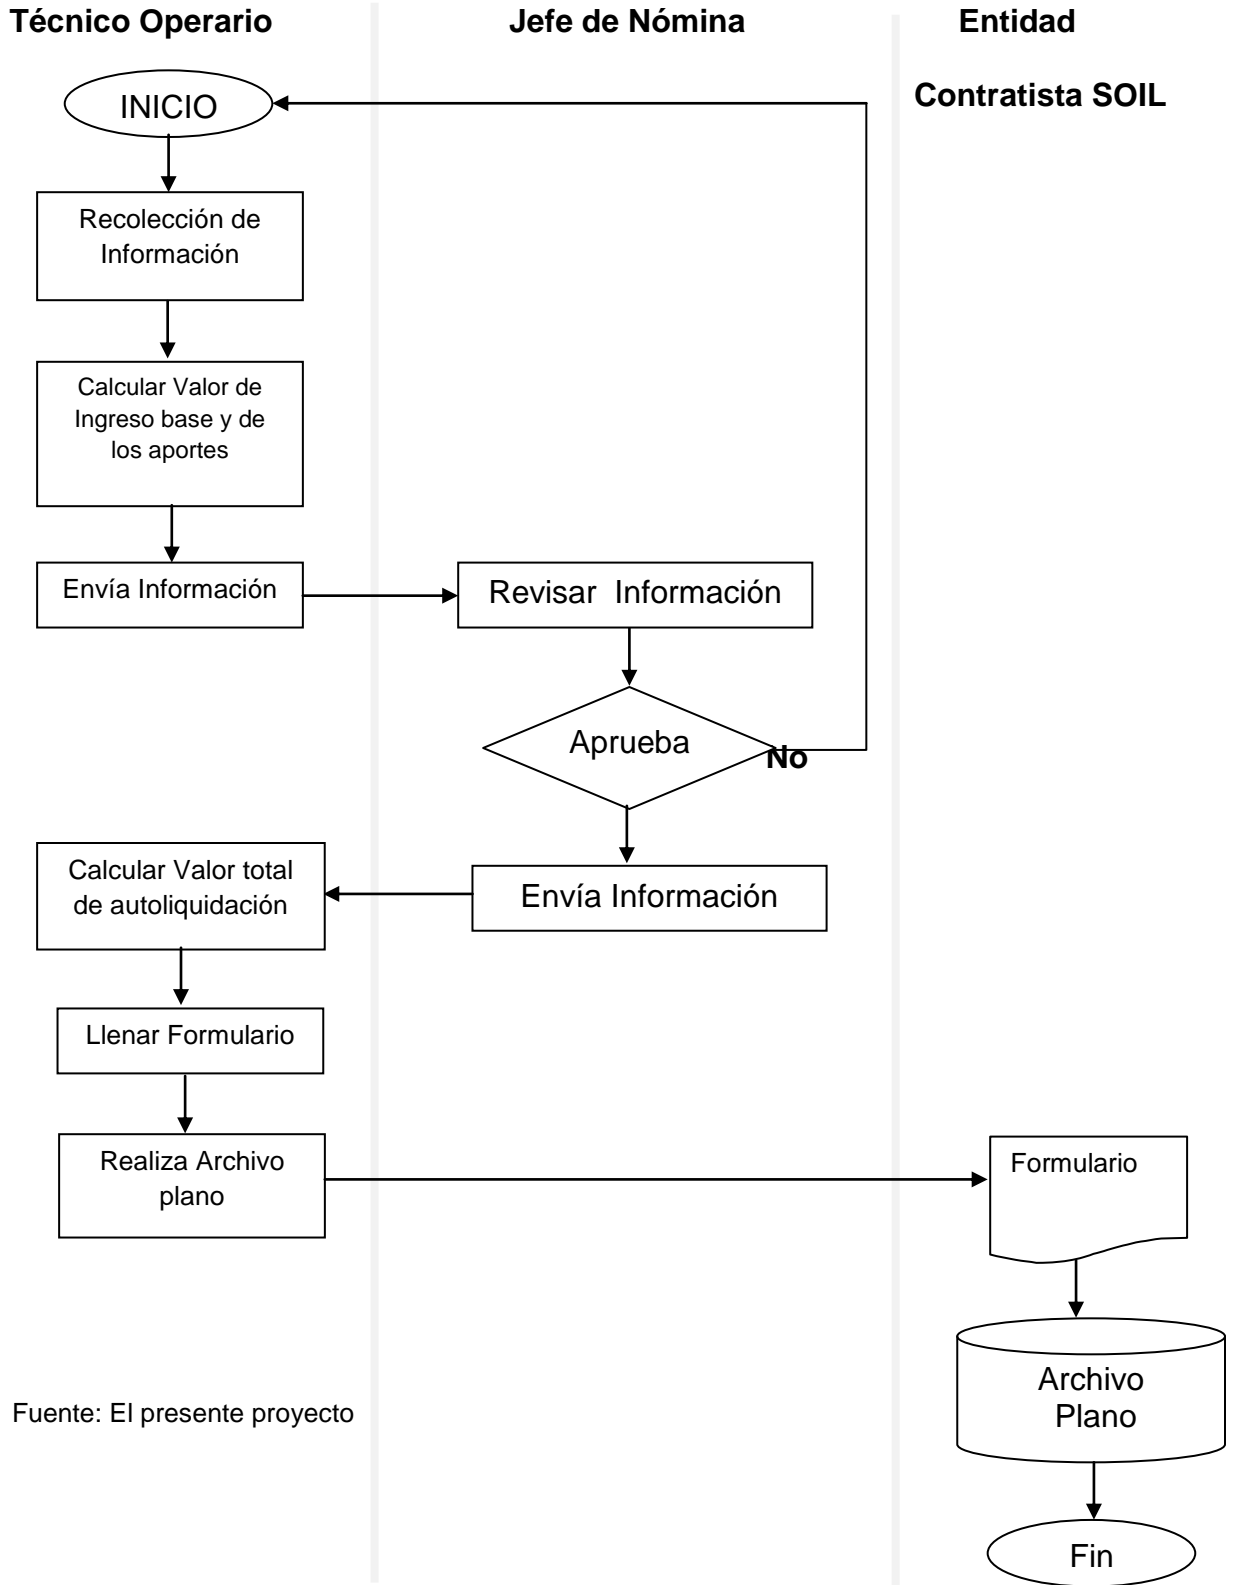 Técnico Operario
Jefe de Nómina
Entidad
Contratista SOIL
INICIO
Recolección de
Información
Calcular Valor de
Ingreso base y de
los aportes
Envía Información
Revisar Información
Aprueba
No
Envía Información
Calcular Valor total
de autoliquidación
Llenar Formulario
Realiza Archivo
plano
Formulario
Archivo
Plano
Fin
Fuente: El presente proyecto